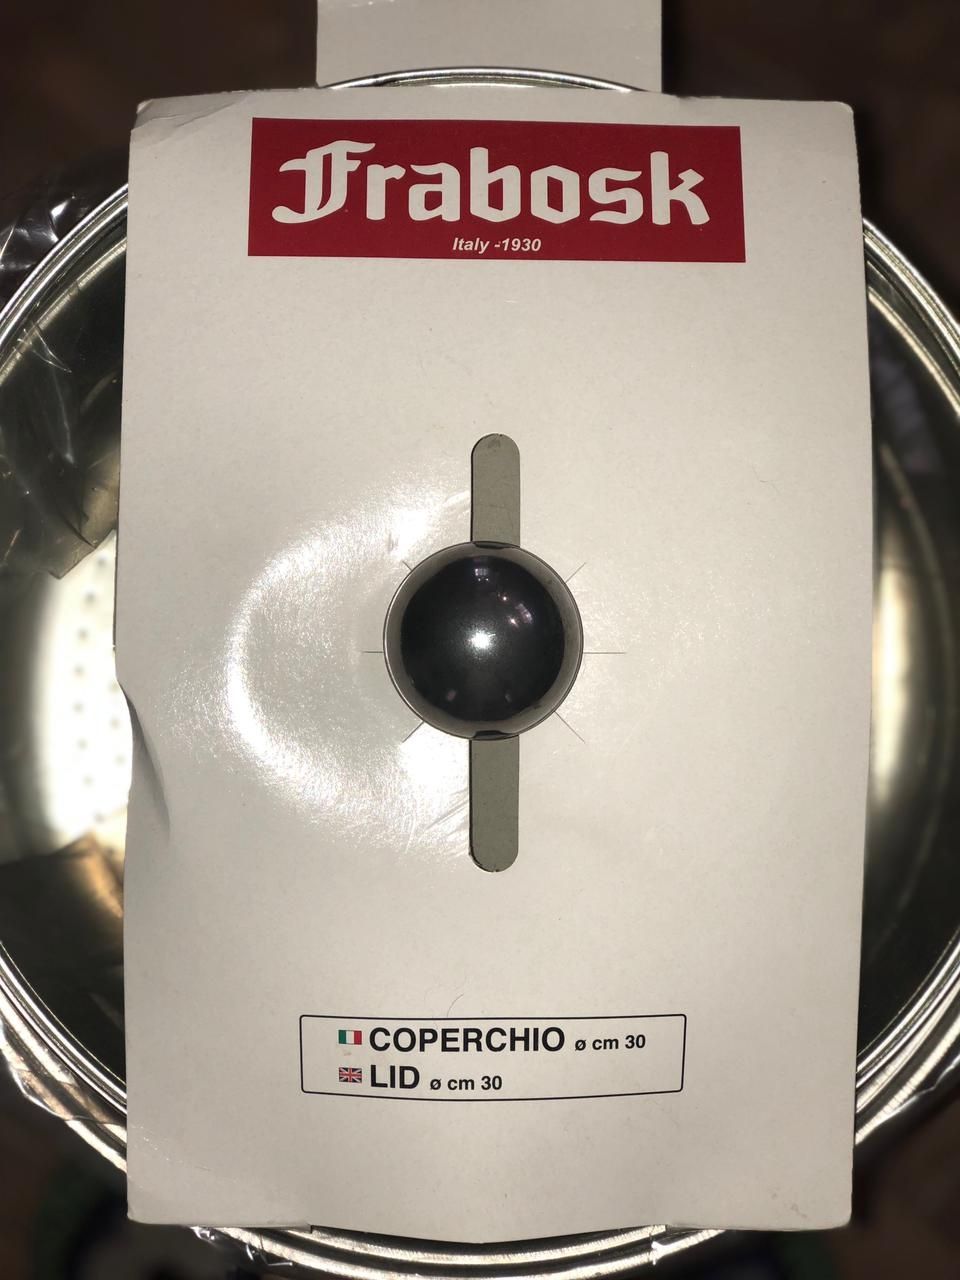 Frabosk
Italy -1930
COPERCHIO ø cm 30
LID ø cm 30